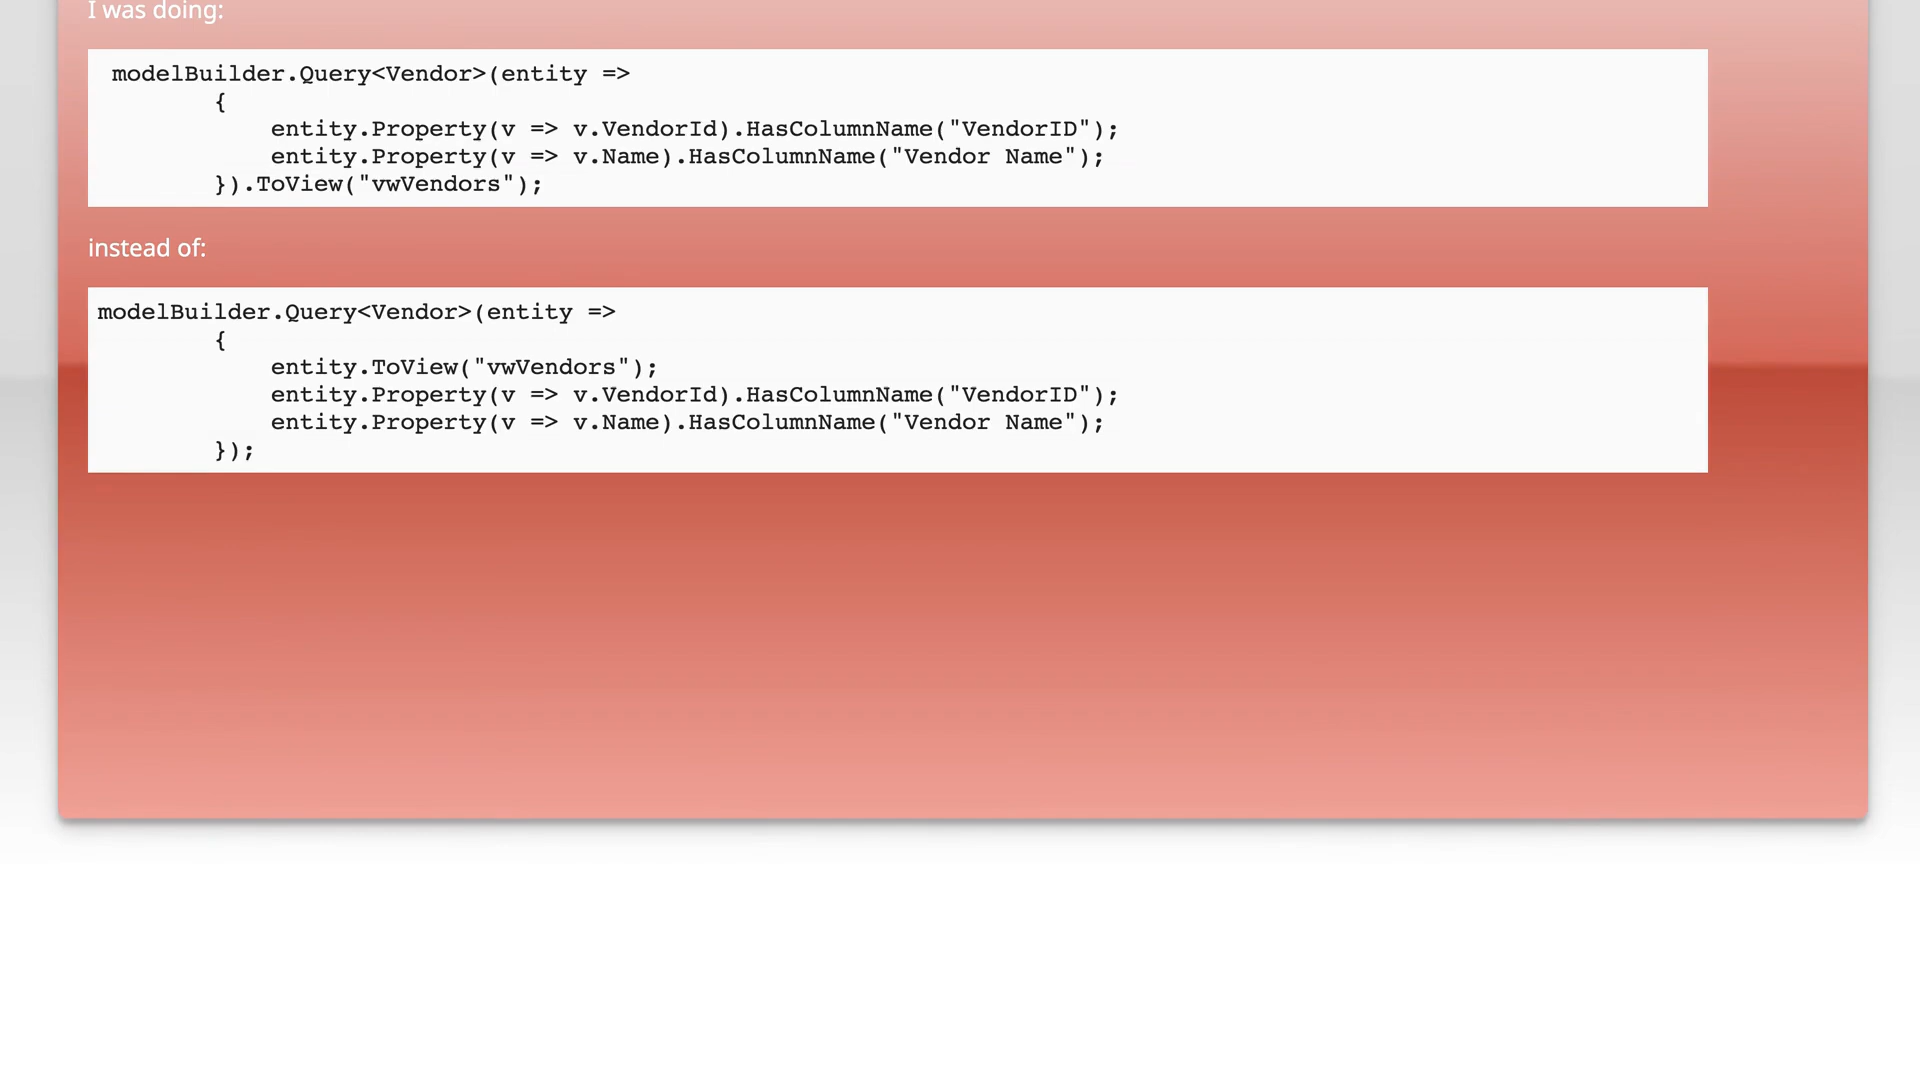 I was doing:
modelBuilder.Query<Vendor>(entity =>
{
entity.Property(v => v.VendorId).HasColumnName("VendorID");
entity.Property(v => v.Name).HasColumnName("Vendor Name");
}).ToView("vwVendors");
instead of:
modelBuilder.Query<Vendor>(entity =>
{
entity.ToView("vwVendors");
entity.Property(v => v.VendorId).HasColumnName("VendorID");
entity.Property(v => v.Name).HasColumnName("Vendor Name");
});